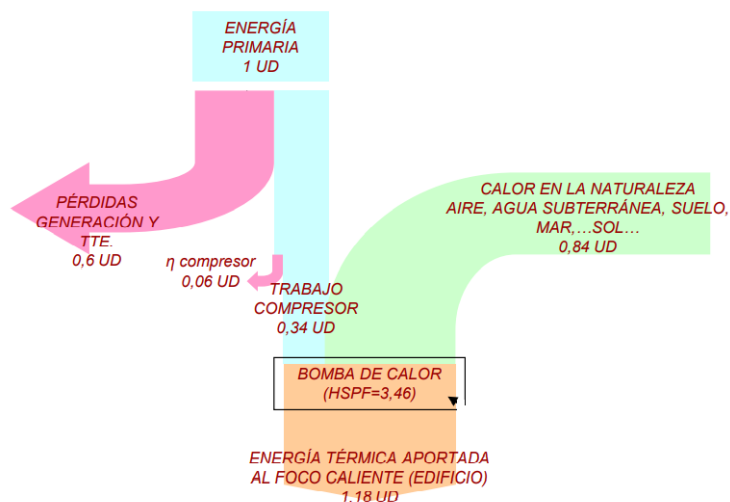 ENERGÍA
PRIMARIA
1 UD
PÉRDIDAS
GENERACIÓN Y
TTE.
0,6 UD
η compresor
0,06 UD
TRABAJO
COMPRESOR
0,34 UD
CALOR EN LA NATURALEZA
AIRE, AGUA SUBTERRÁNEA, SUELO,
MAR,...SOL...
0,84 UD
BOMBA DE CALOR
(HSPF=3,46)
ENERGÍA TÉRMICA APORTADA
AL FOCO CALIENTE (EDIFICIO)
1,18 UD